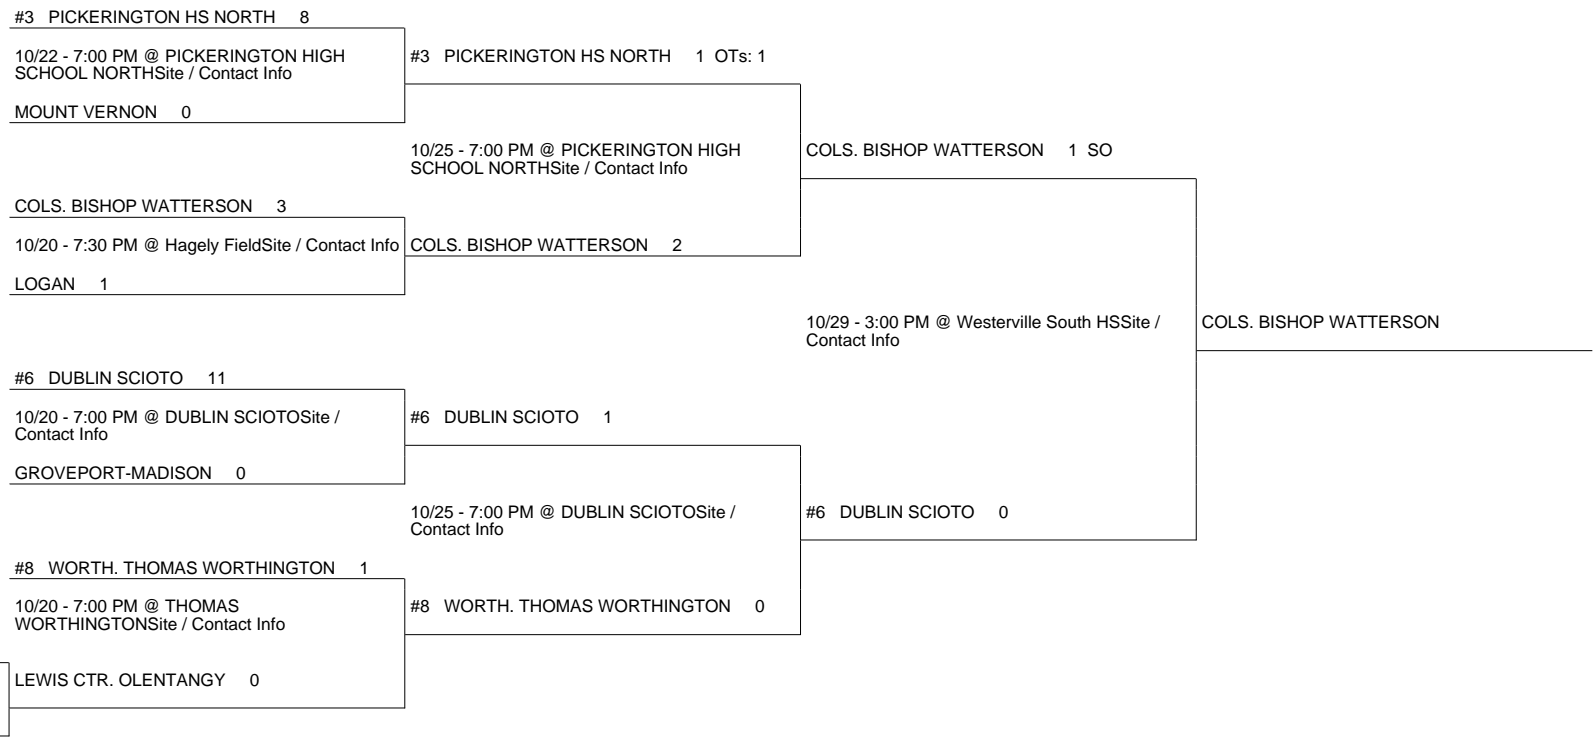 #3 PICKERINGTON HS NORTH 8
10/22 - 7:00 PM @ PICKERINGTON HIGH
SCHOOL NORTHSite / Contact Info
MOUNT VERNON 0
#3 PICKERINGTON HS NORTH 1 OTs: 1
10/25 - 7:00 PM @ PICKERINGTON HIGH
SCHOOL NORTHSite / Contact Info
COLS. BISHOP WATTERSON 1 SO
COLS. BISHOP WATTERSON 3
10/20 - 7:30 PM @ Hagely FieldSite / Contact Info
LOGAN 1
COLS. BISHOP WATTERSON 2
10/29 - 3:00 PM @ Westerville South HSSite /
Contact Info
COLS. BISHOP WATTERSON
#6 DUBLIN SCIOTO 11
10/20 - 7:00 PM @ DUBLIN SCIOTOSite /
Contact Info
GROVEPORT-MADISON 0
#6 DUBLIN SCIOTO 1
10/25 - 7:00 PM @ DUBLIN SCIOTOSite /
Contact Info
#6 DUBLIN SCIOTO 0
#8 WORTH. THOMAS WORTHINGTON 1
10/20 - 7:00 PM @ THOMAS
WORTHINGTONSite / Contact Info
LEWIS CTR. OLENTANGY 0
#8 WORTH. THOMAS WORTHINGTON 0